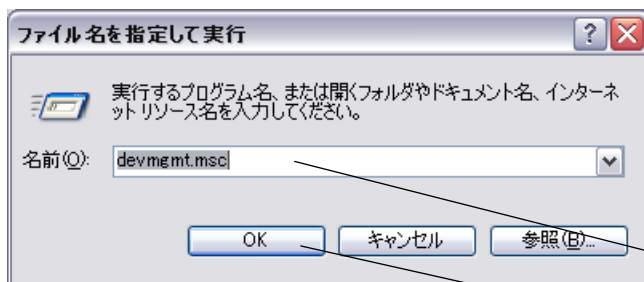 ファイル名を指定して実行
実行するプログラム名、または開くフォルダやドキュメント名、インターネ
ット リソース名を入力してください。
名前(O): devmgmt.msc
OK キャンセル 参照(B)...